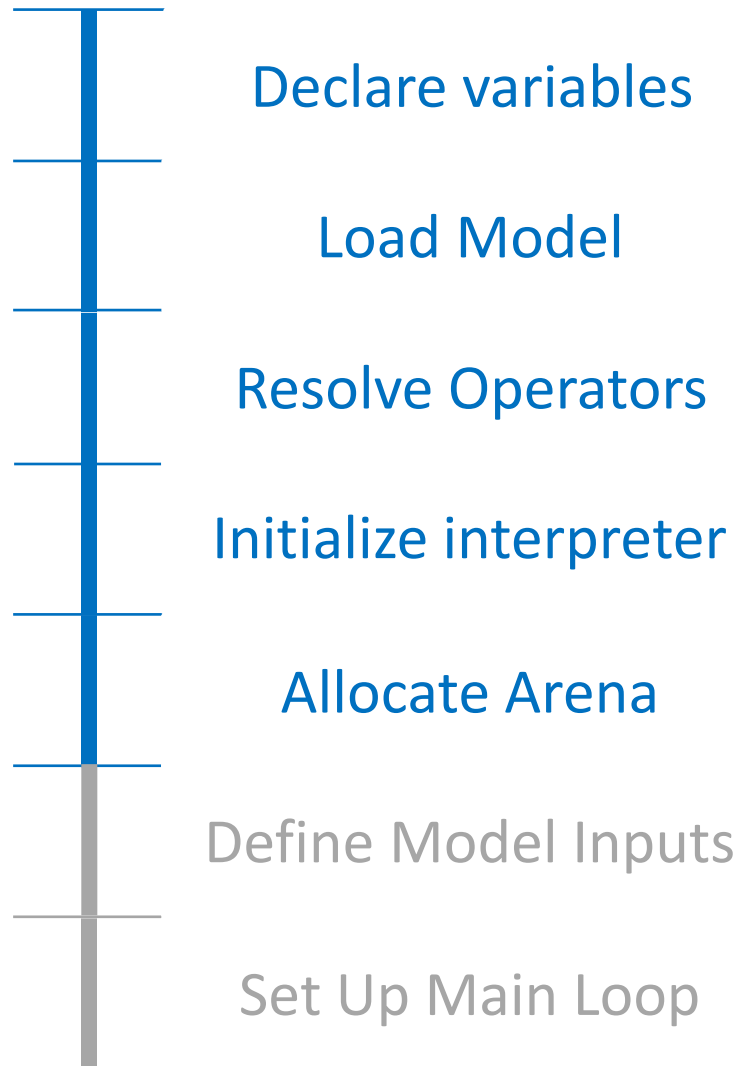 Declare variables
Load Model
Resolve Operators
Initialize interpreter
Allocate Arena
Define Model Inputs
Set Up Main Loop